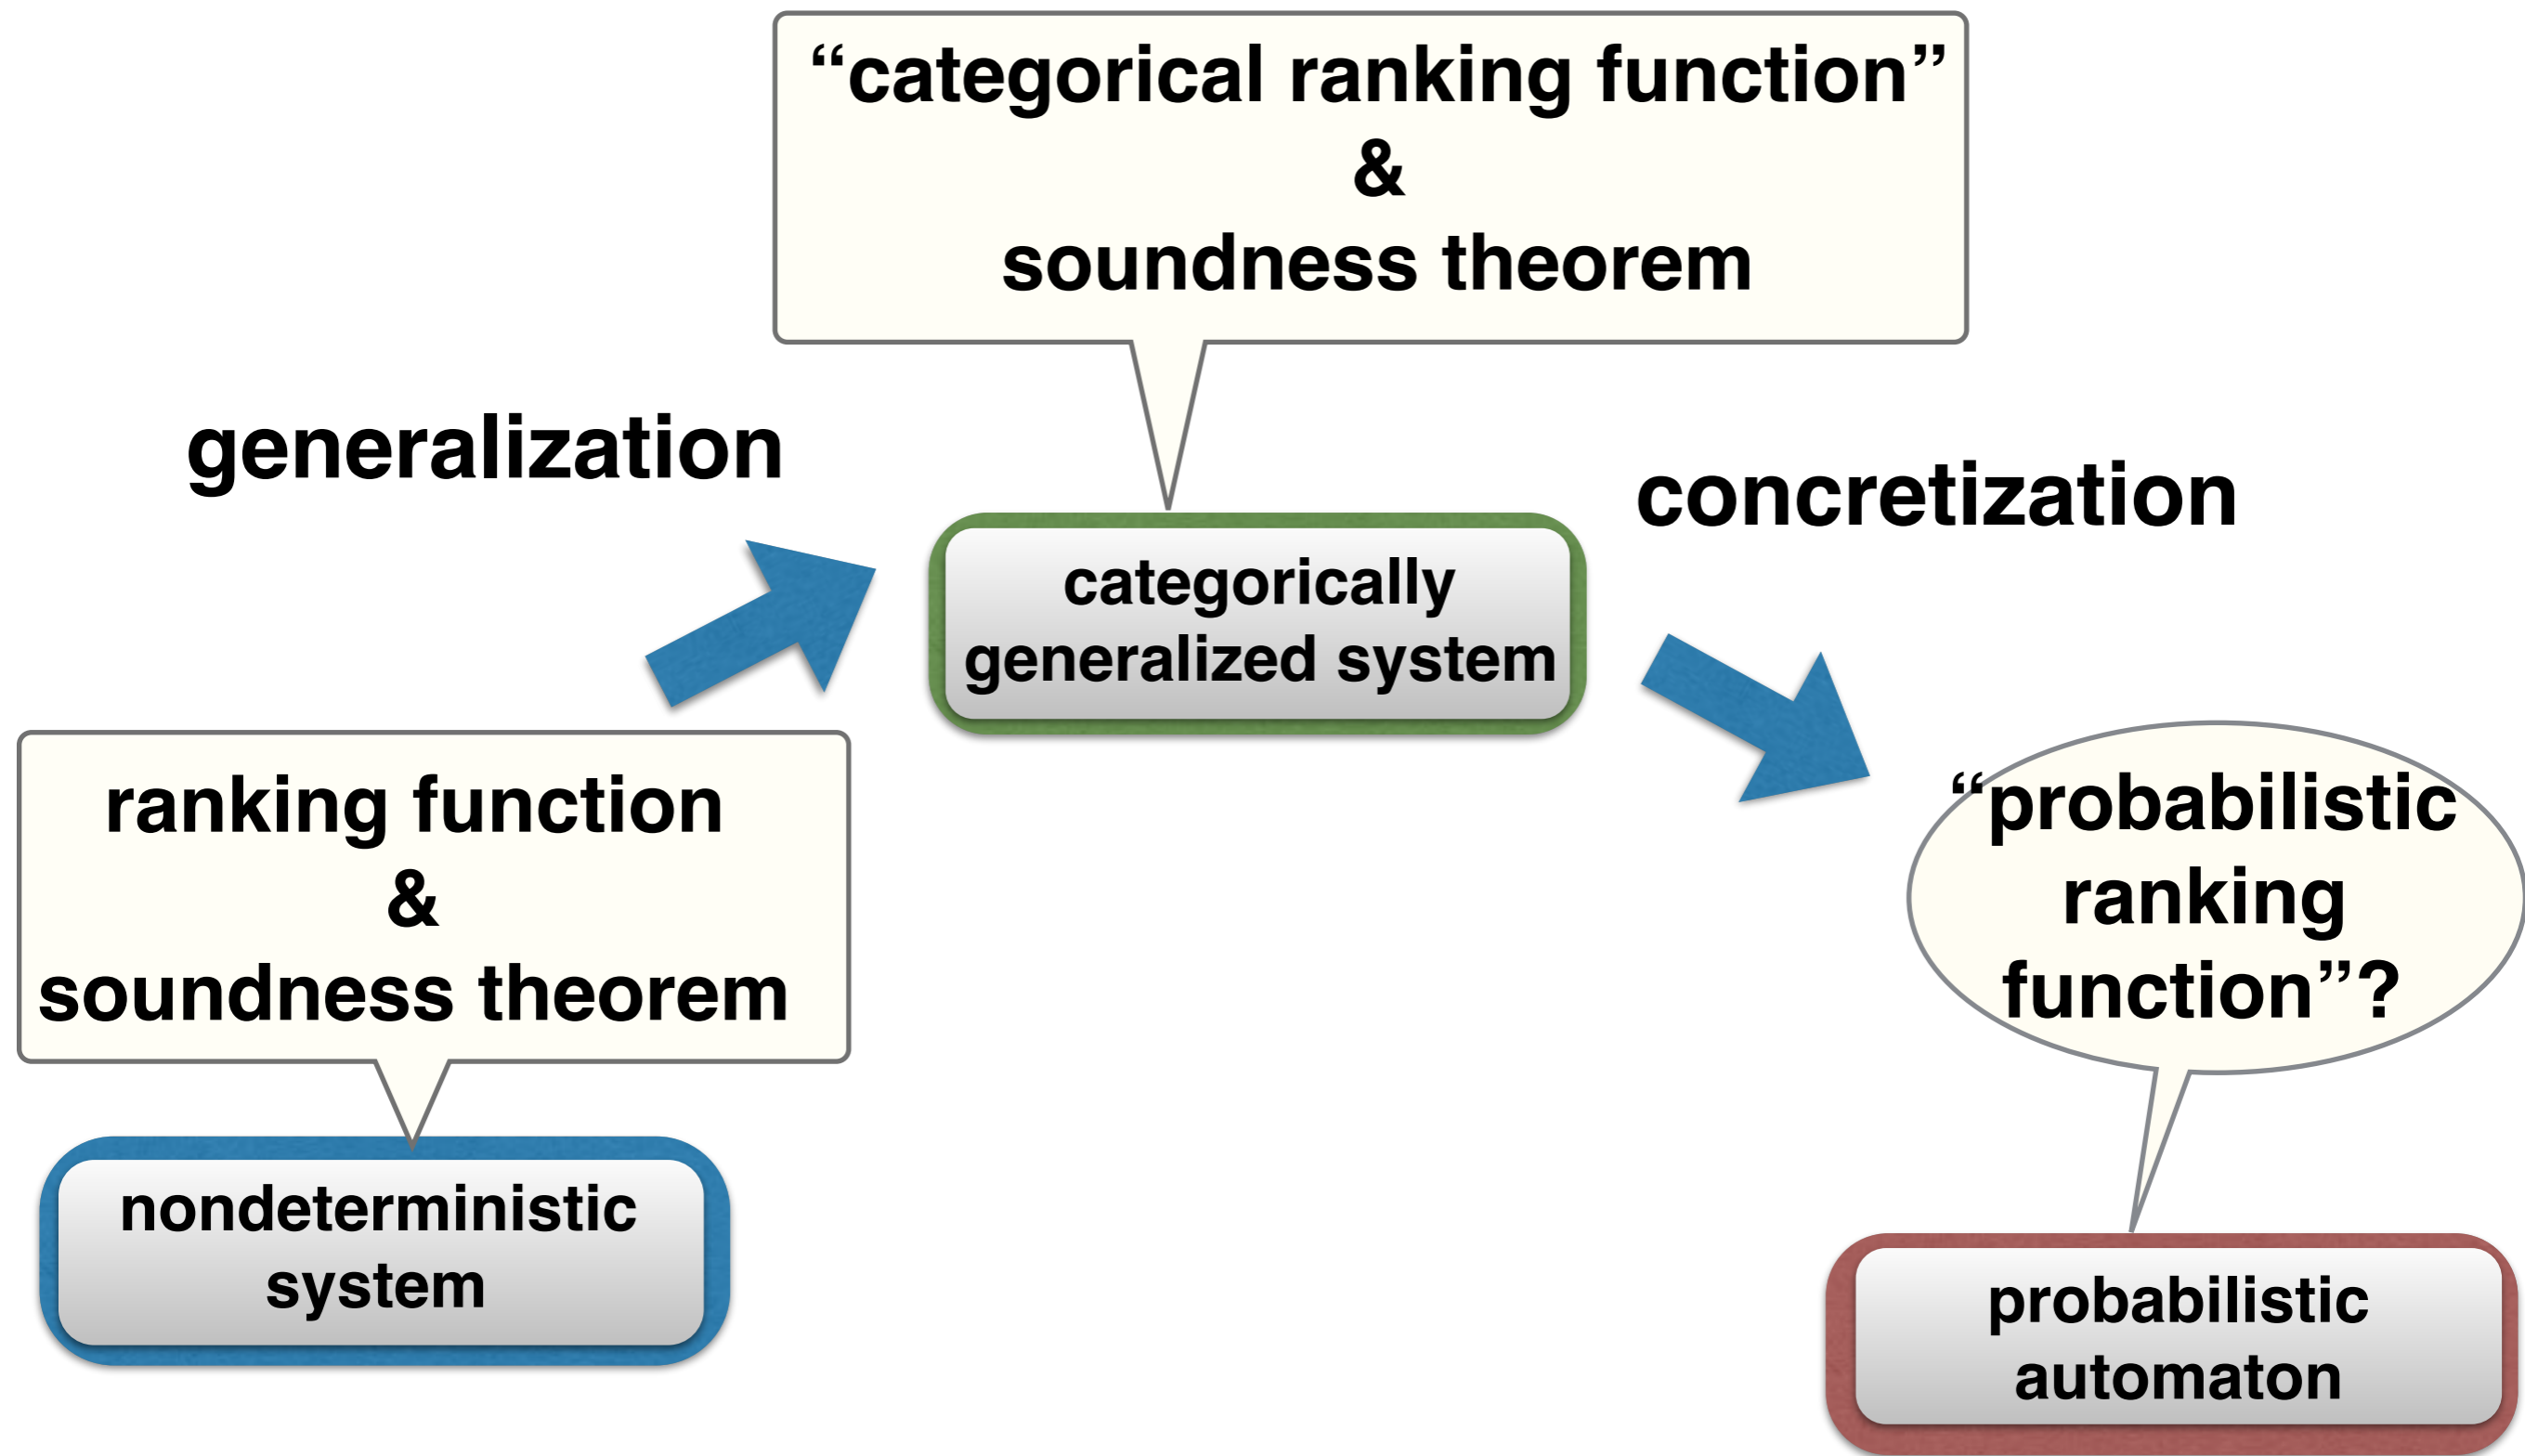 “categorical ranking function”
&
soundness theorem
generalization
concretization
categorically
generalized system
ranking function
&
soundness theorem
“probabilistic
ranking
function”?
nondeterministic
system
probabilistic
automaton